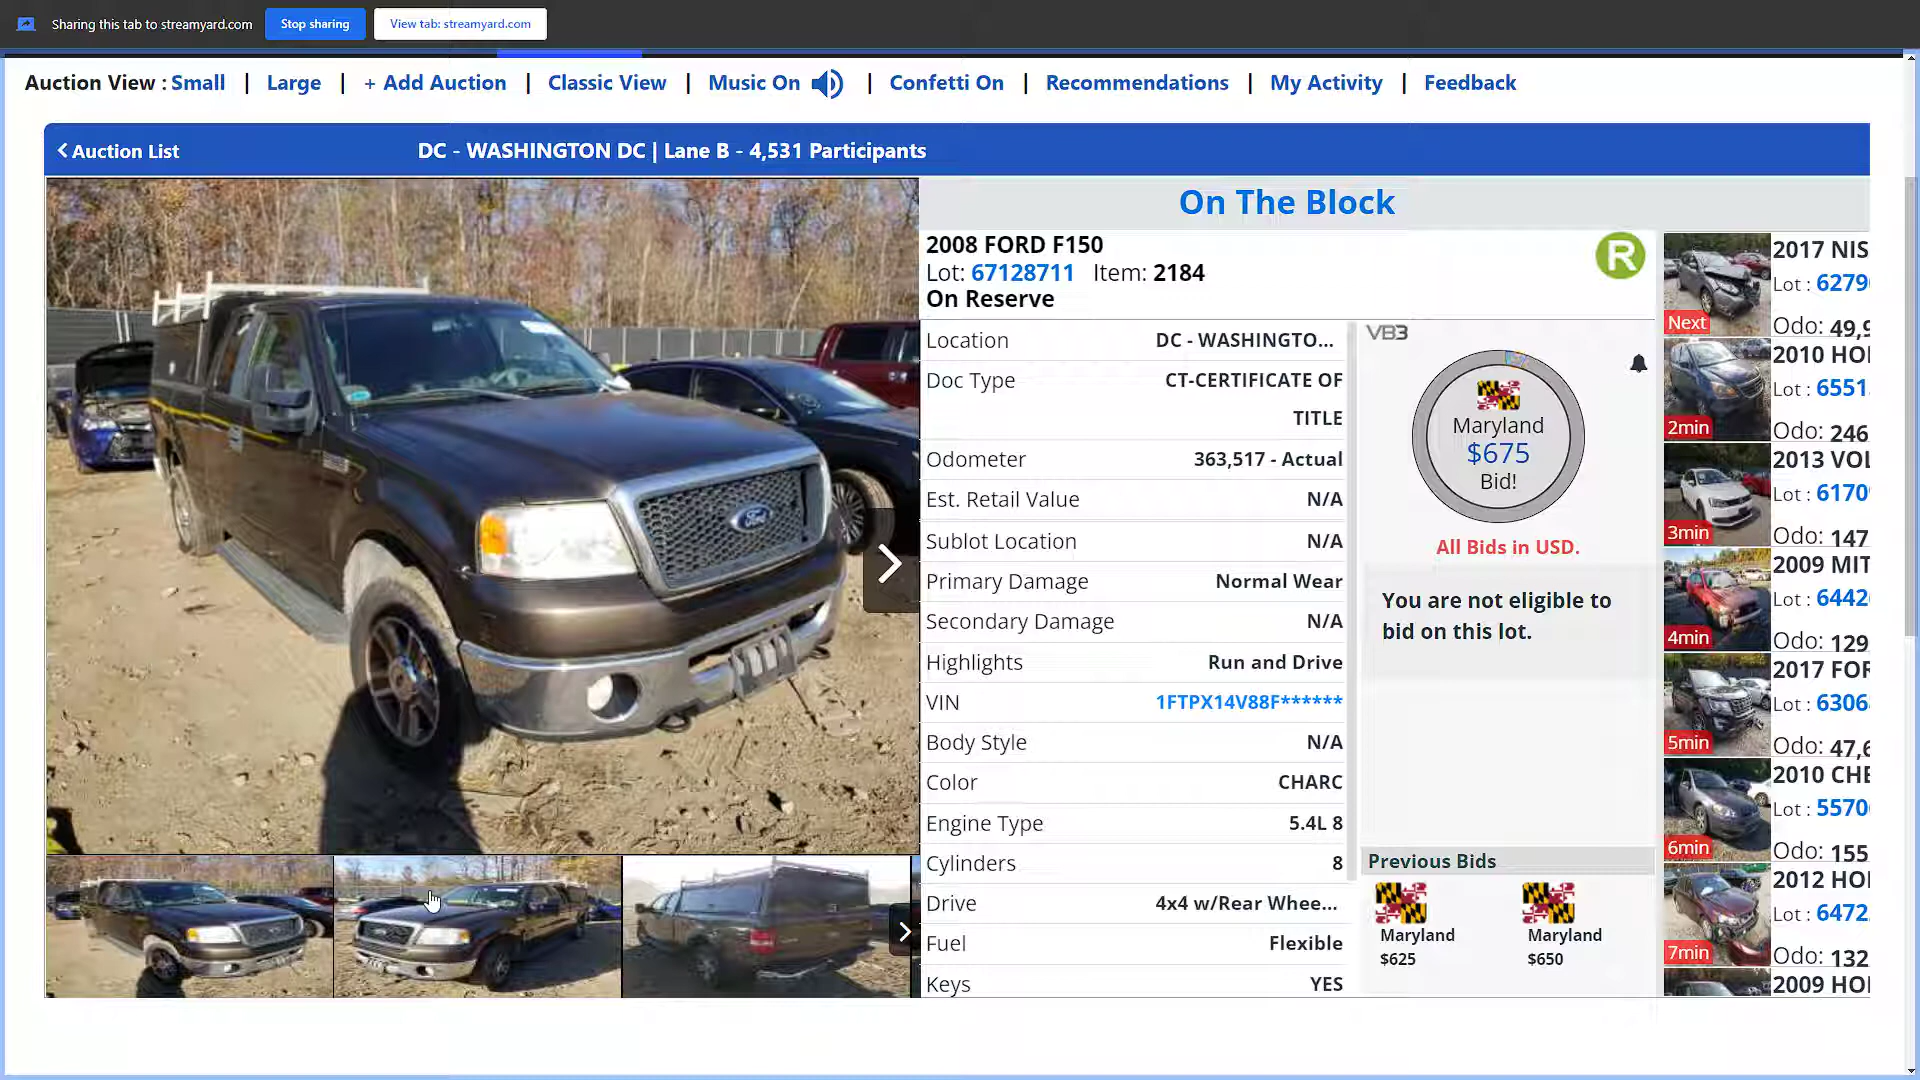 Sharing this tab to streamyard.com
Stop sharing
View tab: streamyard.com
Auction View : Small | Large | + Add Auction | Classic View | Music On | Confetti On | Recommendations | My Activity | Feedback
Auction List
DC - WASHINGTON DC | Lane B - 4,531 Participants
On The Block
2008 FORD F150
Lot: 67128711 Item: 2184
On Reserve
R
Location DC - WASHINGTO...
Doc Type CT-CERTIFICATE OF
TITLE
Odometer 363,517 - Actual
Est. Retail Value N/A
Sublot Location N/A
Primary Damage Normal Wear
Secondary Damage N/A
Highlights Run and Drive
VIN 1FTPX14V88F******
Body Style N/A
Color CHARC
Engine Type 5.4L 8
Cylinders 8
Drive 4x4 w/Rear Whee...
Fuel Flexible
Keys YES
VB3
Maryland
$675
Bid!
All Bids in USD.
You are not eligible to
bid on this lot.
Previous Bids
Maryland
$625
Maryland
$650
2017 NIS
Lot : 6279
Next
Odo: 49,9
2010 HO
Lot : 6551
2min
Odo: 246
2013 VOL
Lot : 6170
3min
Odo: 147
2009 MIT
Lot : 6442
4min
Odo: 129
2017 FOR
Lot : 6306
5min
Odo: 47,6
2010 CHE
Lot : 5570
6min
Odo: 155
2012 HO
Lot : 6472
7min
Odo: 132
2009 HO
Ford